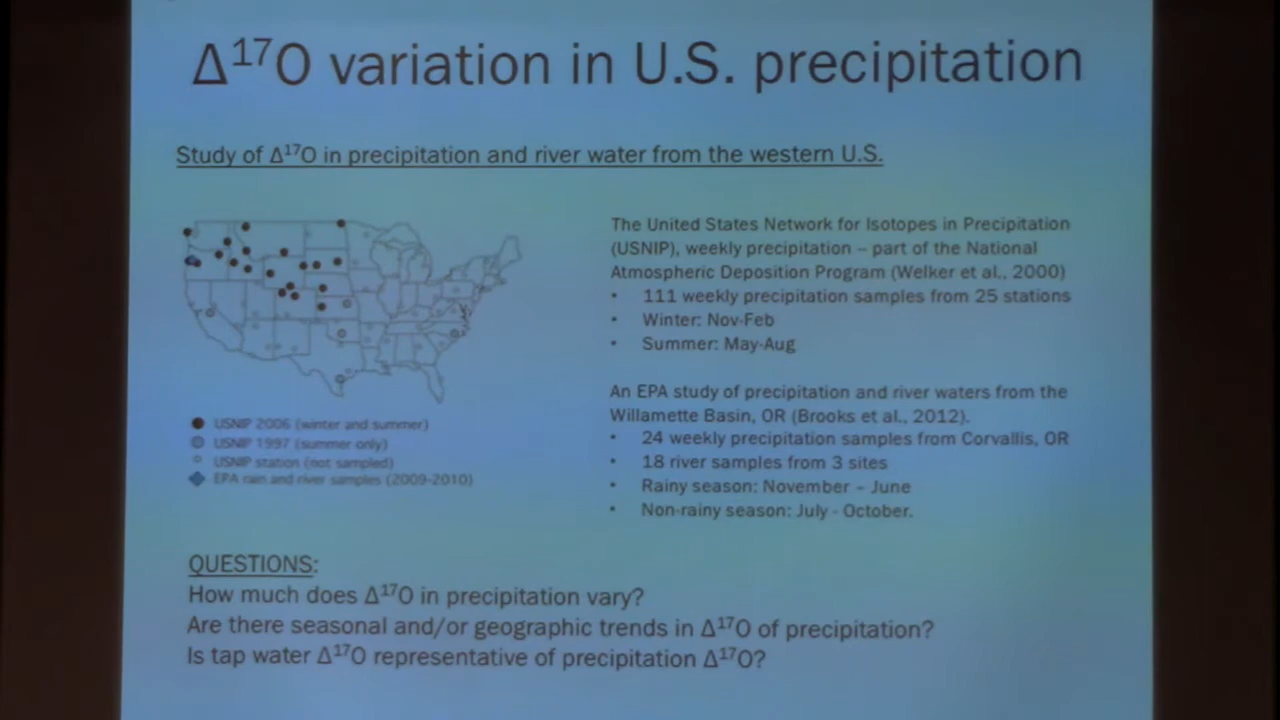 Δ¹⁷O variation in U.S. precipitation
Study of Δ¹⁷O in precipitation and river water from the western U.S.
The United States Network for Isotopes in Precipitation
(USNIP), weekly precipitation – part of the National
Atmospheric Deposition Program (Welker et al., 2000)
• 111 weekly precipitation samples from 25 stations
• Winter: Nov-Feb
• Summer: May-Aug
An EPA study of precipitation and river waters from the
Willamette Basin, OR (Brooks et al., 2012).
• 24 weekly precipitation samples from Corvallis, OR
• 18 river samples from 3 sites
• Rainy season: November – June
• Non-rainy season: July - October.
USNIP 2006 (winter and summer)
USNIP 1997 (summer only)
USNIP station (not sampled)
EPA rain and river samples (2009-2010)
QUESTIONS:
How much does Δ¹⁷O in precipitation vary?
Are there seasonal and/or geographic trends in Δ¹⁷O of precipitation?
Is tap water Δ¹⁷O representative of precipitation Δ¹⁷O?